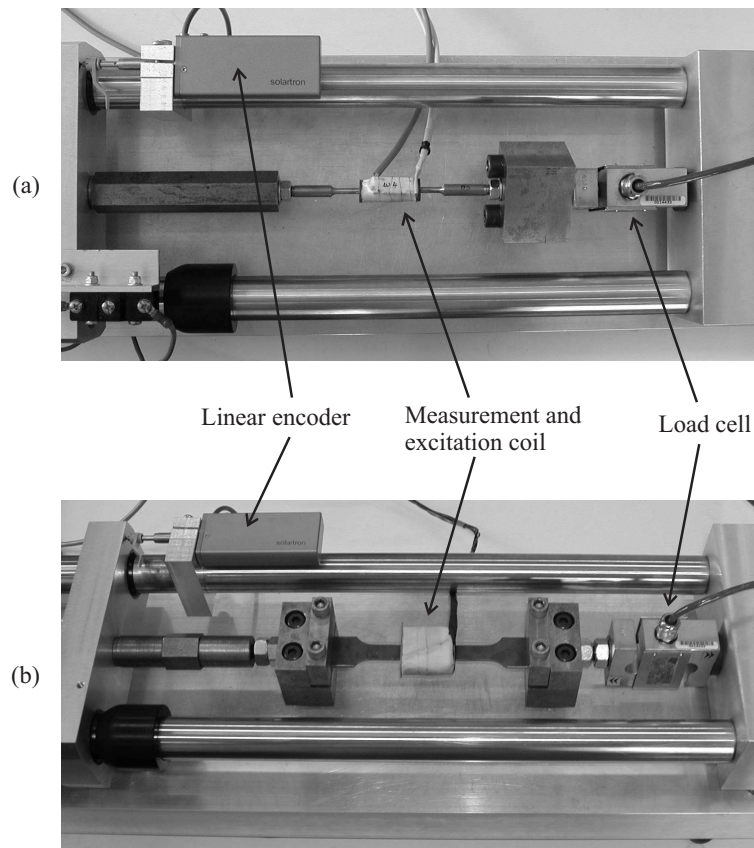 solartron
(a)
Linear encoder
Measurement and
excitation coil
Load cell
solartron
(b)